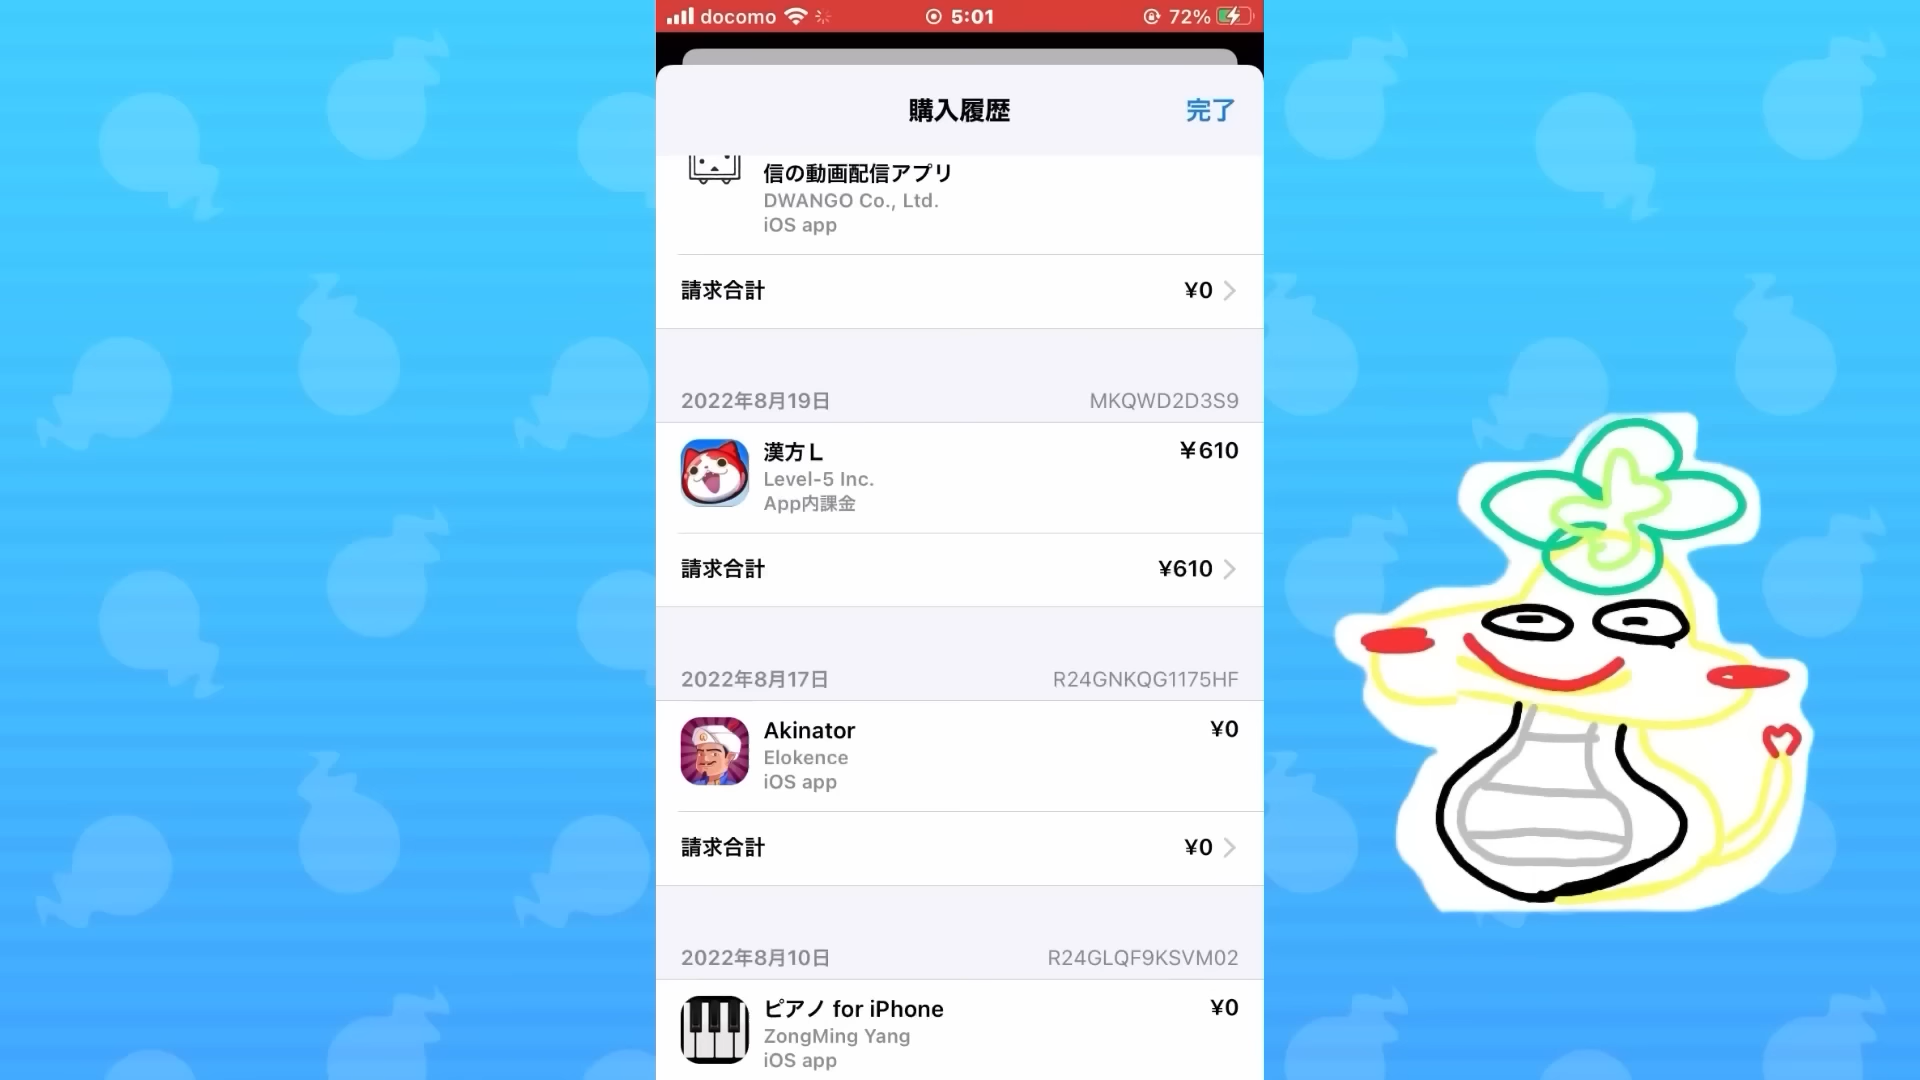 docomo 5:01 72%
購入履歴 完了
信の動画配信アプリ
DWANGO Co., Ltd.
iOS app
請求合計 ¥0
2022年8月19日 MKQWD2D3S9
漢方L ¥610
Level-5 Inc.
App内課金
請求合計 ¥610
2022年8月17日 R24GNKQG1175HF
Akinator ¥0
Elokence
iOS app
請求合計 ¥0
2022年8月10日 R24GLQF9KSVM02
ピアノ for iPhone ¥0
ZongMing Yang
iOS app